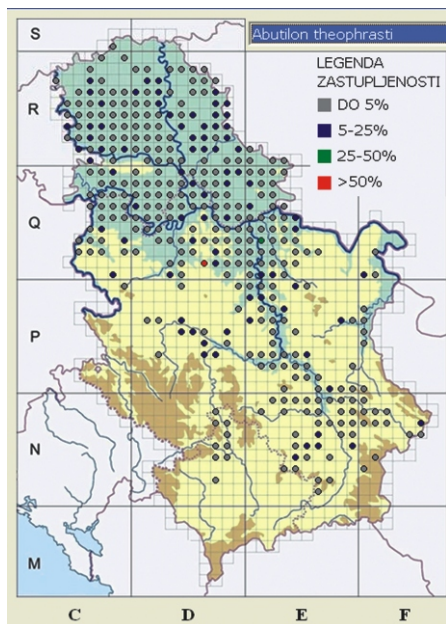 S
Abutilon theophrasti
LEGENDA
ZASTUPLJENOSTI
DO 5%
5-25%
25-50%
>50%
R
Q
P
N
M
C D E F